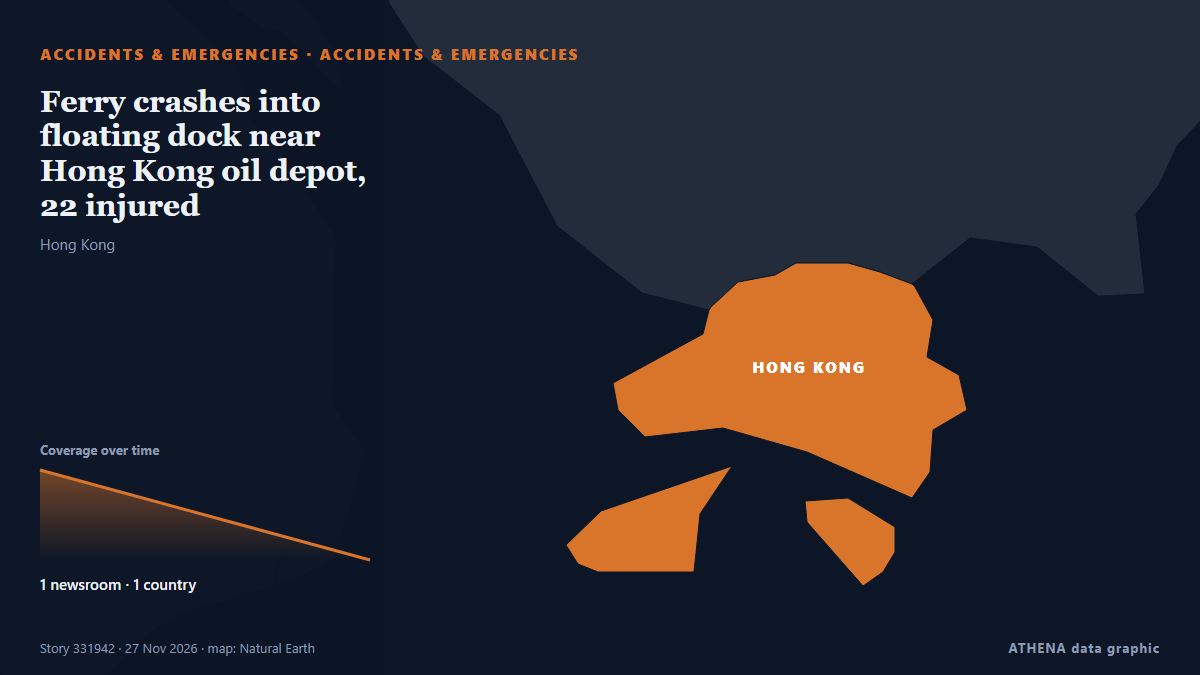 ACCIDENTS & EMERGENCIES · ACCIDENTS & EMERGENCIES
Ferry crashes into
floating dock near
Hong Kong oil depot,
22 injured
Hong Kong
HONG KONG
Coverage over time
1 newsroom · 1 country
Story 331942 · 27 Nov 2026 · map: Natural Earth
ATHENA data graphic